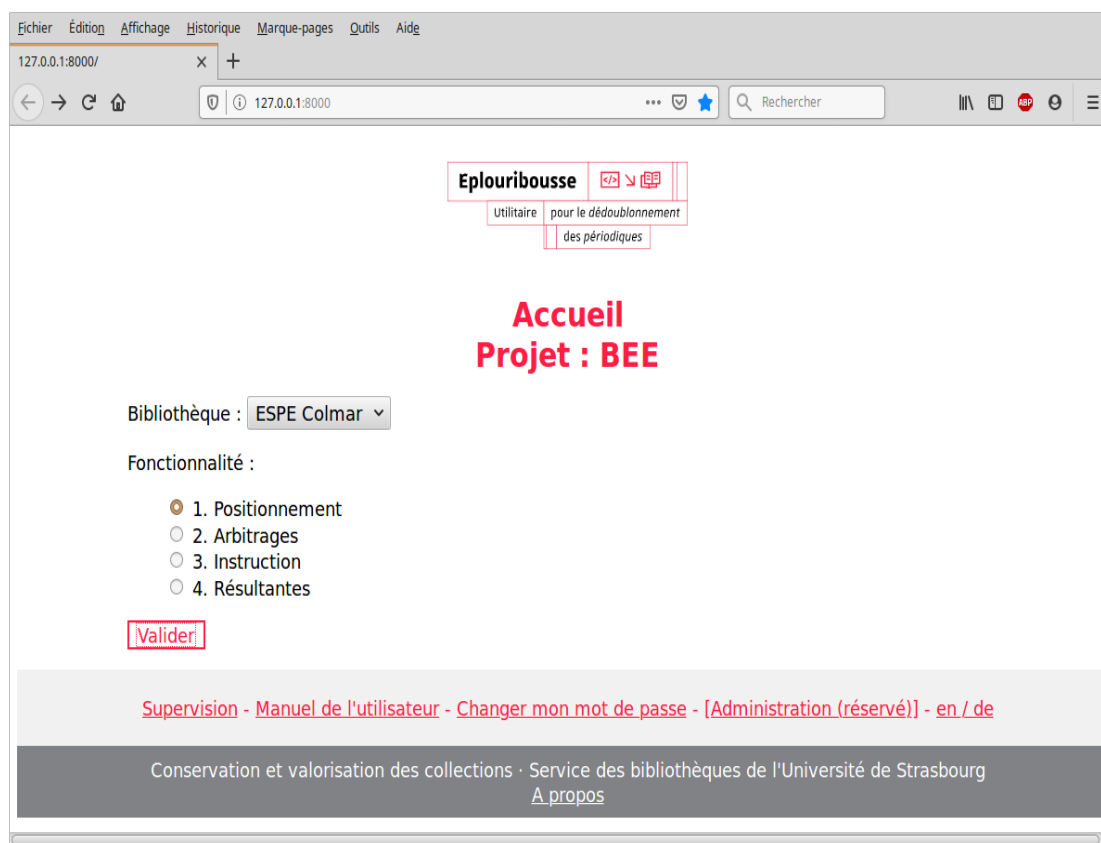 Fichier Édition Affichage Historique Marque-pages Outils Aide
127.0.0.1:8000/
127.0.0.1:8000 Rechercher ABP
Eplouribousse </>
Utilitaire pour le dédoublonnement
des périodiques
Accueil
Projet : BEE
Bibliothèque : ESPE Colmar
Fonctionnalité :
1. Positionnement
2. Arbitrages
3. Instruction
4. Résultantes
Valider
Supervision - Manuel de l'utilisateur - Changer mon mot de passe - [Administration (réservé)] - en / de
Conservation et valorisation des collections · Service des bibliothèques de l'Université de Strasbourg
A propos